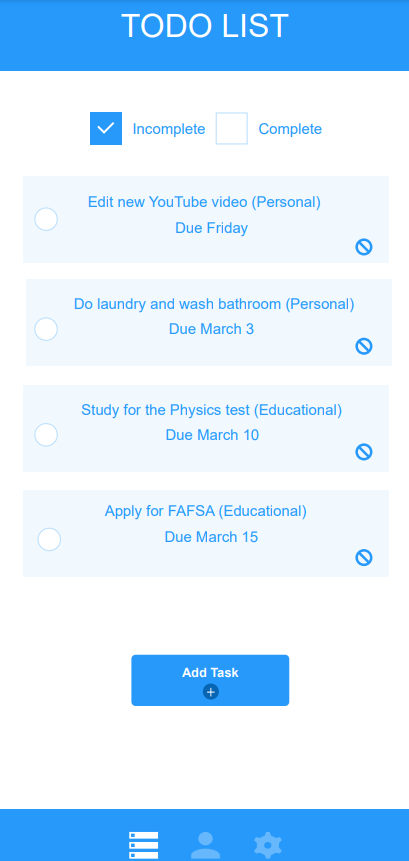 TODO LIST
Incomplete Complete
Edit new YouTube video (Personal)
Due Friday
Do laundry and wash bathroom (Personal)
Due March 3
Study for the Physics test (Educational)
Due March 10
Apply for FAFSA (Educational)
Due March 15
Add Task